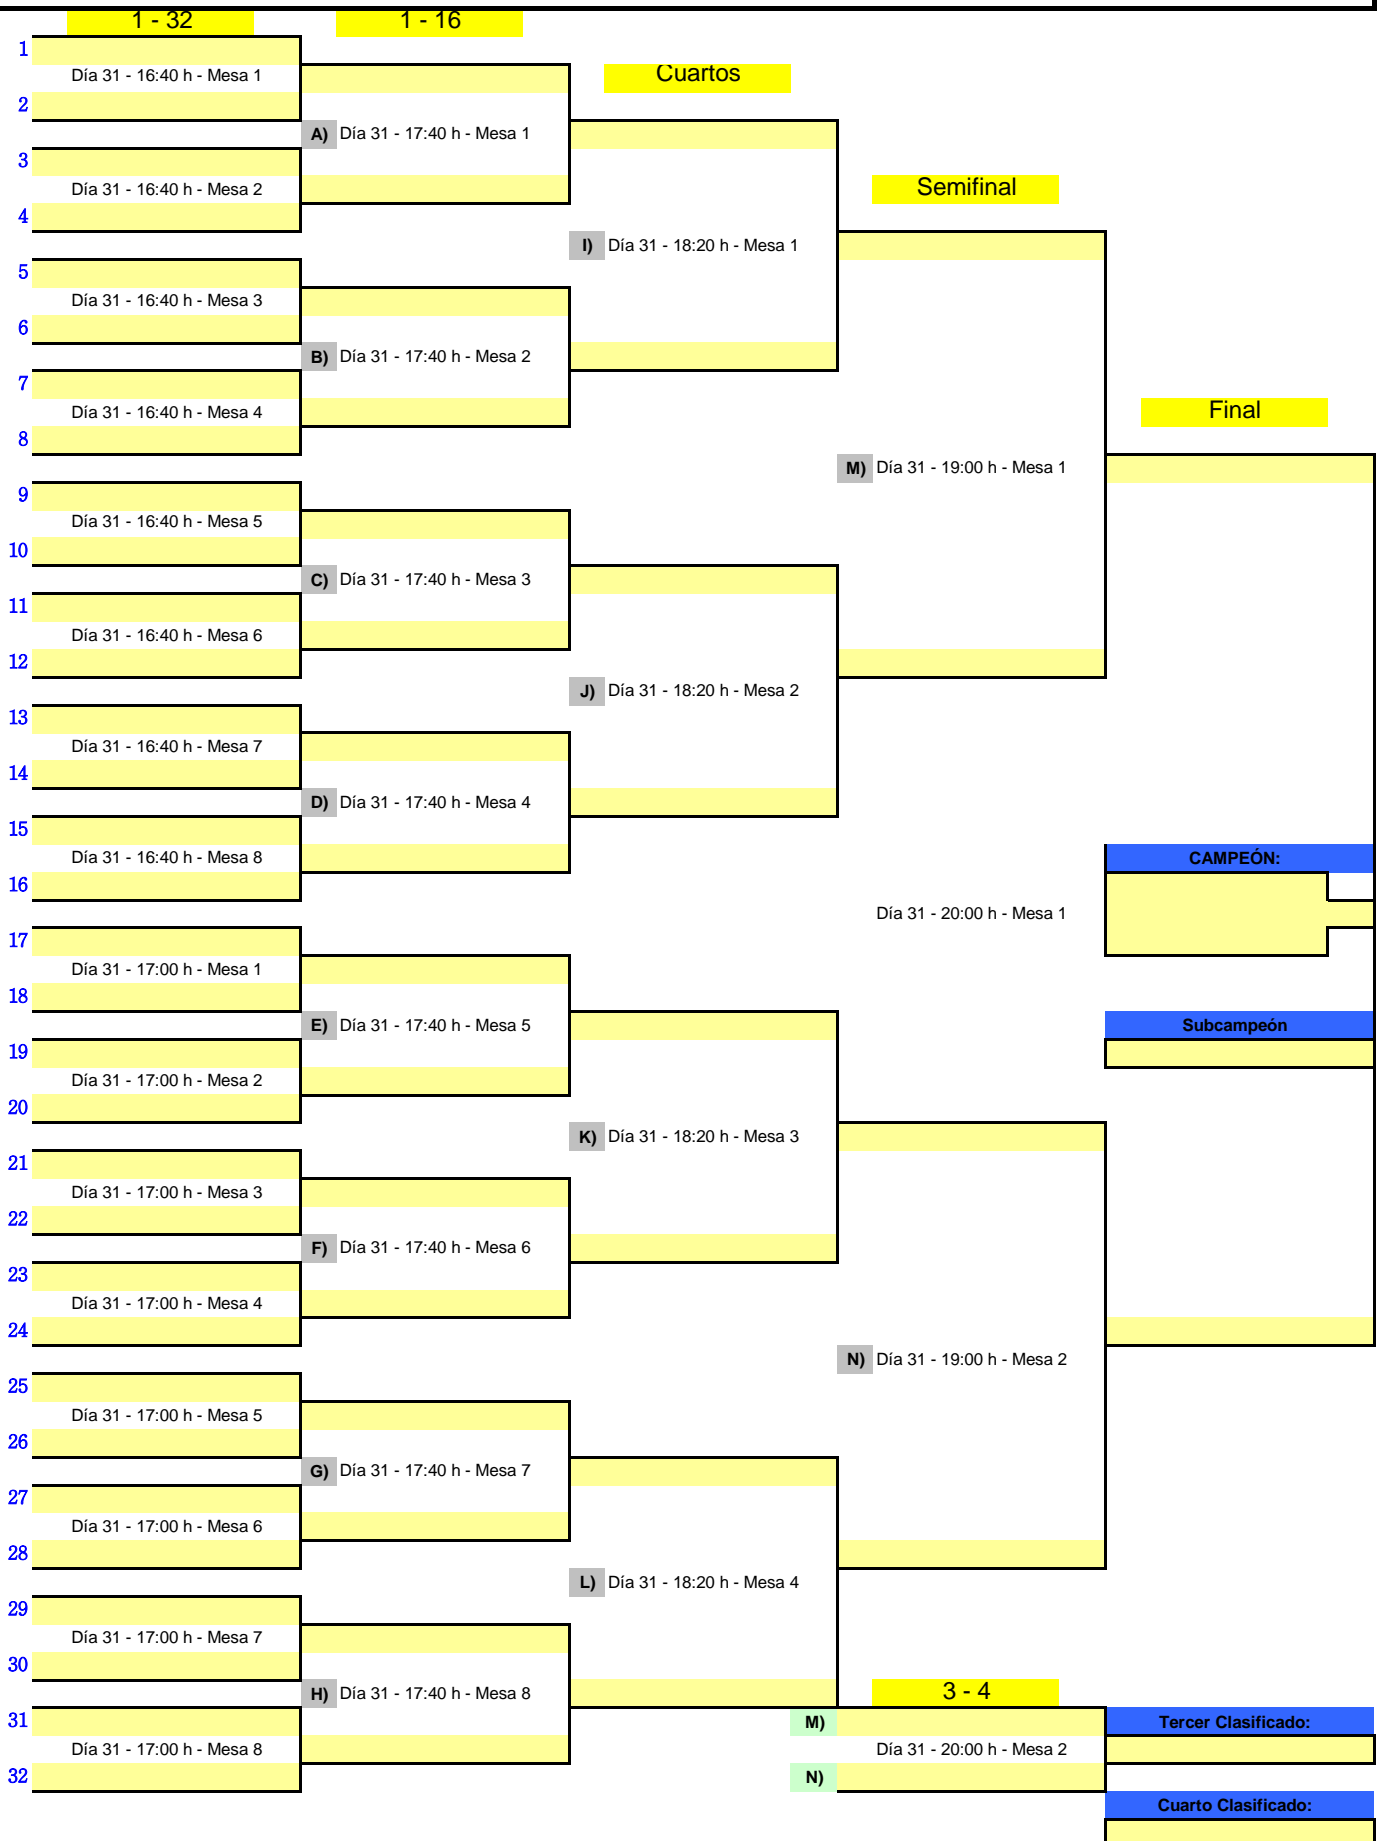 1 - 32
1 - 16
1
Día 31 - 16:40 h - Mesa 1
Cuartos
2
A) Día 31 - 17:40 h - Mesa 1
3
Día 31 - 16:40 h - Mesa 2
Semifinal
4
I) Día 31 - 18:20 h - Mesa 1
5
Día 31 - 16:40 h - Mesa 3
6
B) Día 31 - 17:40 h - Mesa 2
7
Día 31 - 16:40 h - Mesa 4
Final
8
M) Día 31 - 19:00 h - Mesa 1
9
Día 31 - 16:40 h - Mesa 5
10
C) Día 31 - 17:40 h - Mesa 3
11
Día 31 - 16:40 h - Mesa 6
12
J) Día 31 - 18:20 h - Mesa 2
13
Día 31 - 16:40 h - Mesa 7
14
D) Día 31 - 17:40 h - Mesa 4
15
Día 31 - 16:40 h - Mesa 8
CAMPEÓN:
16
Día 31 - 20:00 h - Mesa 1
17
Día 31 - 17:00 h - Mesa 1
18
E) Día 31 - 17:40 h - Mesa 5
Subcampeón
19
Día 31 - 17:00 h - Mesa 2
20
K) Día 31 - 18:20 h - Mesa 3
21
Día 31 - 17:00 h - Mesa 3
22
F) Día 31 - 17:40 h - Mesa 6
23
Día 31 - 17:00 h - Mesa 4
24
N) Día 31 - 19:00 h - Mesa 2
25
Día 31 - 17:00 h - Mesa 5
26
G) Día 31 - 17:40 h - Mesa 7
27
Día 31 - 17:00 h - Mesa 6
28
L) Día 31 - 18:20 h - Mesa 4
29
Día 31 - 17:00 h - Mesa 7
30
H) Día 31 - 17:40 h - Mesa 8
3 - 4
31
M)
Tercer Clasificado:
Día 31 - 17:00 h - Mesa 8
Día 31 - 20:00 h - Mesa 2
32
N)
Cuarto Clasificado: